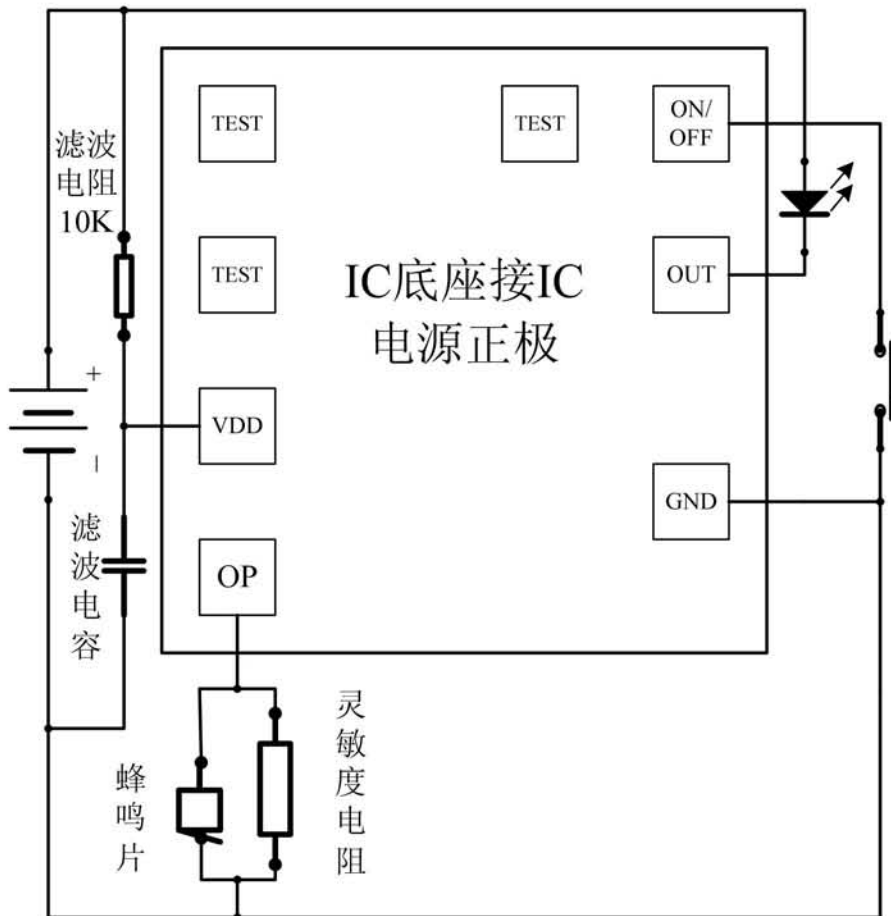 TEST
TEST
ON/
OFF
滤波
电阻
10K
TEST
IC底座接IC
电源正极
OUT
+
VDD
−
GND
滤波电容
OP
灵敏度电阻
蜂鸣片